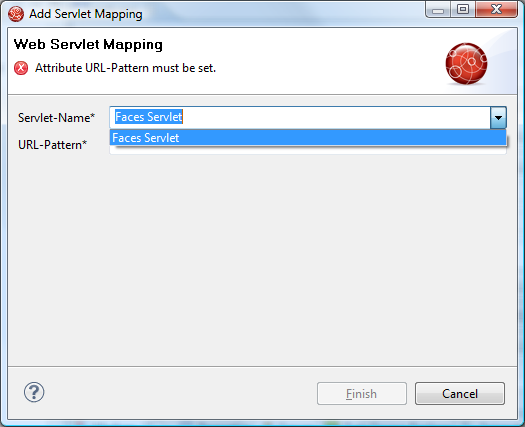 Add Servlet Mapping
Web Servlet Mapping
Attribute URL-Pattern must be set.
Servlet-Name* Faces Servlet
Faces Servlet
URL-Pattern*
? Finish Cancel